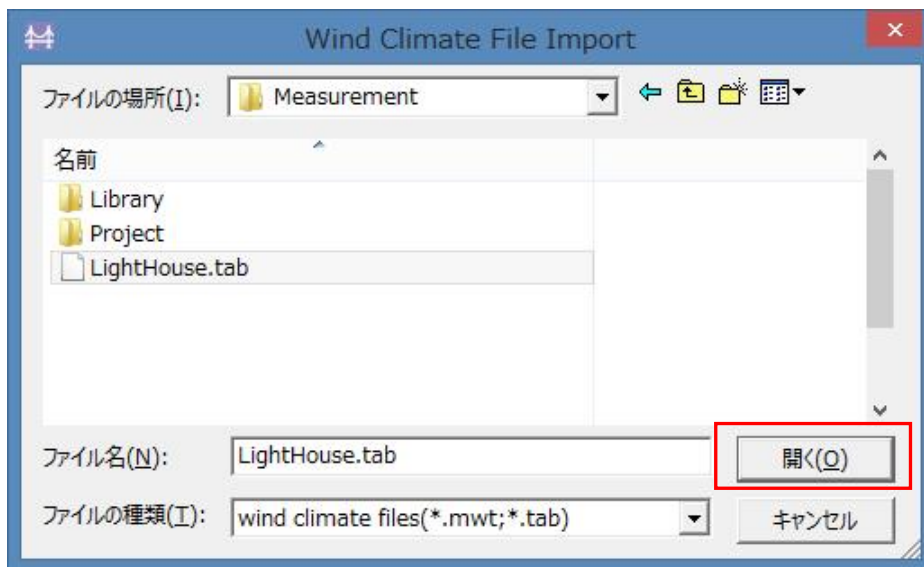 Wind Climate File Import
ファイルの場所(I): Measurement
名前
Library
Project
LightHouse.tab
ファイル名(N): LightHouse.tab 開く(O)
ファイルの種類(T): wind climate files(*.mwt;*.tab) キャンセル